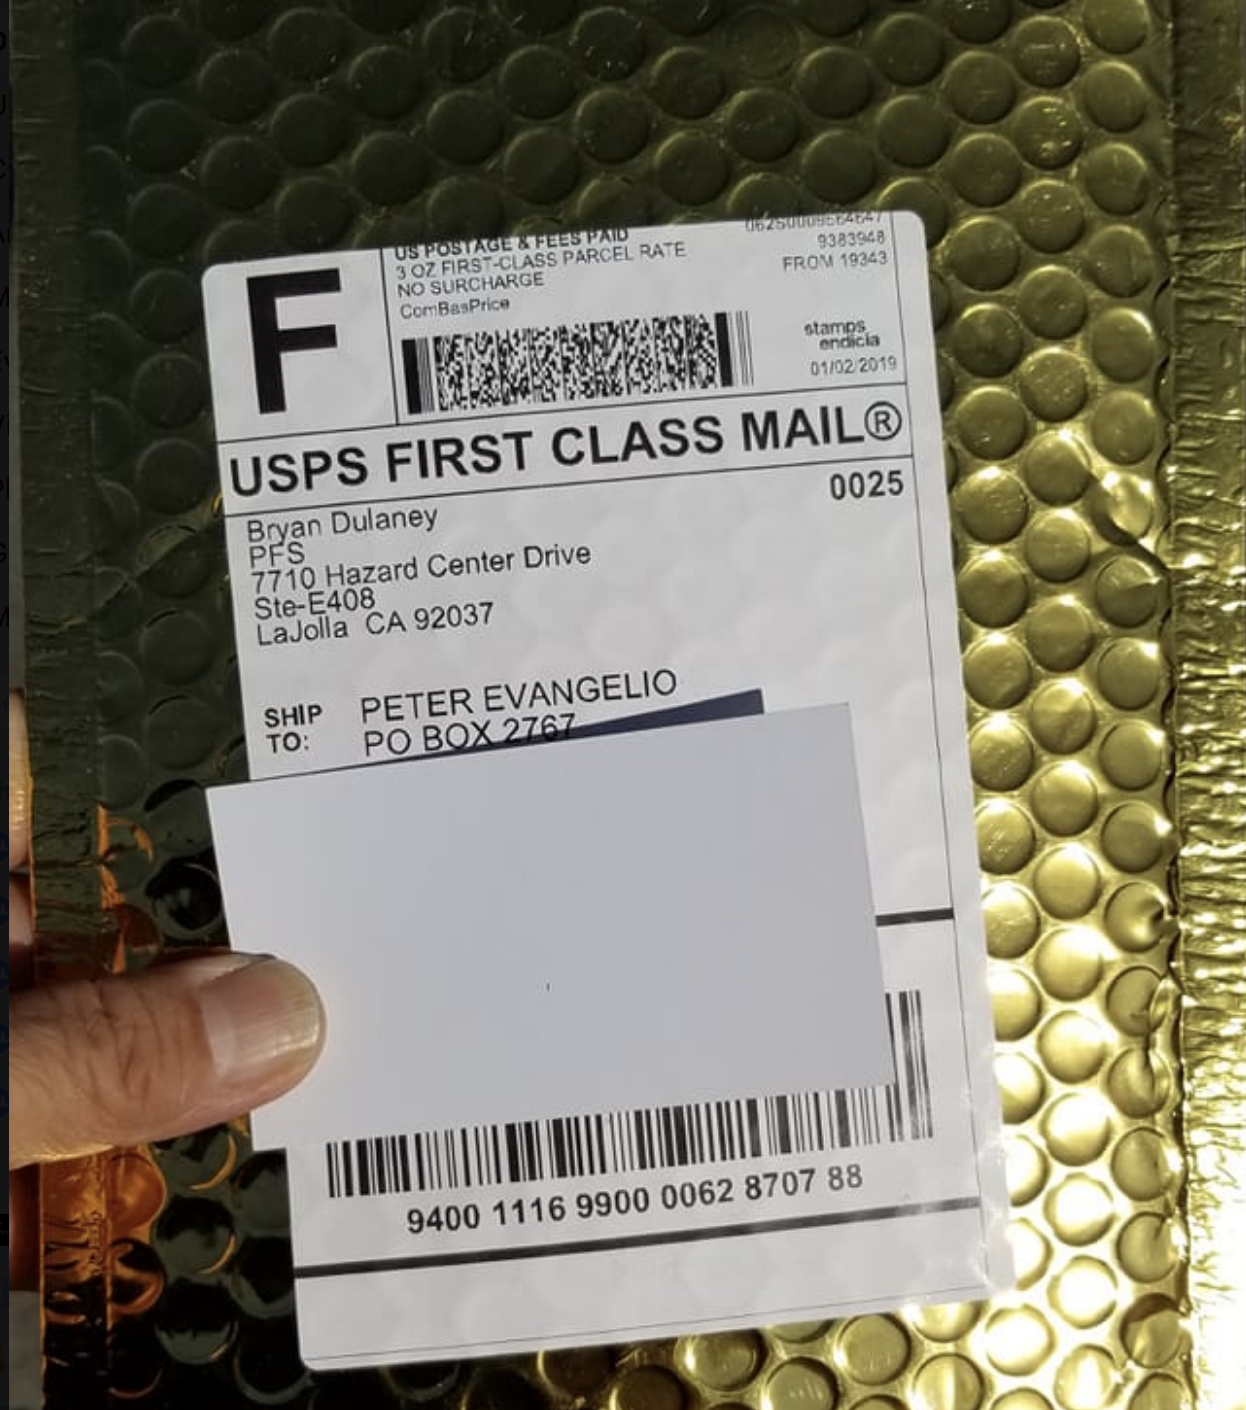 F
US POSTAGE & FEES PAID
3 OZ FIRST-CLASS PARCEL RATE
NO SURCHARGE
ComBasPrice
062S0009564647
9383948
FROM 19343
stamps
endicia
01/02/2019
USPS FIRST CLASS MAIL®
0025
Bryan Dulaney
PFS
7710 Hazard Center Drive
Ste-E408
LaJolla CA 92037
SHIP TO:
PETER EVANGELIO
PO BOX 2767
9400 1116 9900 0062 8707 88